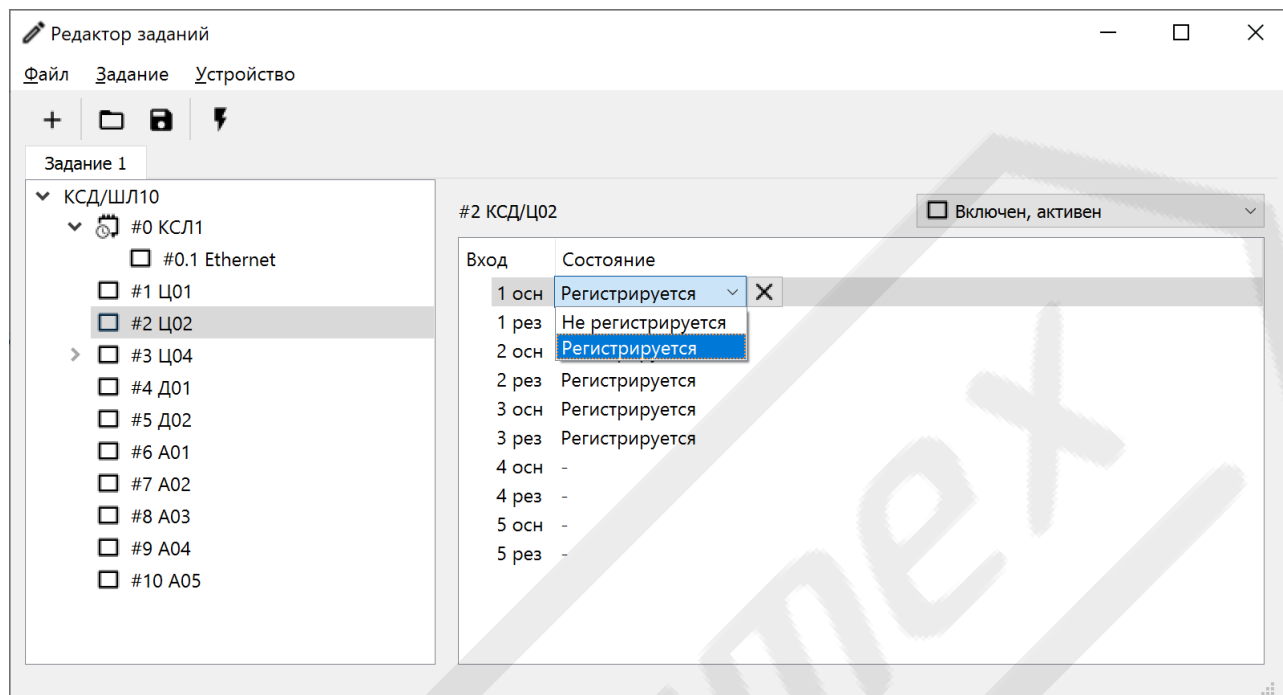 Редактор заданий
Файл Задание Устройство
Задание 1
КСД/ШЛ10
#0 КСЛ1
#0.1 Ethernet
#1 Ц01
#2 Ц02
#3 Ц04
#4 Д01
#5 Д02
#6 А01
#7 А02
#8 А03
#9 А04
#10 А05
#2 КСД/Ц02 Включен, активен
Вход Состояние
1 осн Регистрируется
1 рез Не регистрируется
2 осн Регистрируется
2 рез Регистрируется
3 осн Регистрируется
3 рез Регистрируется
4 осн -
4 рез -
5 осн -
5 рез -